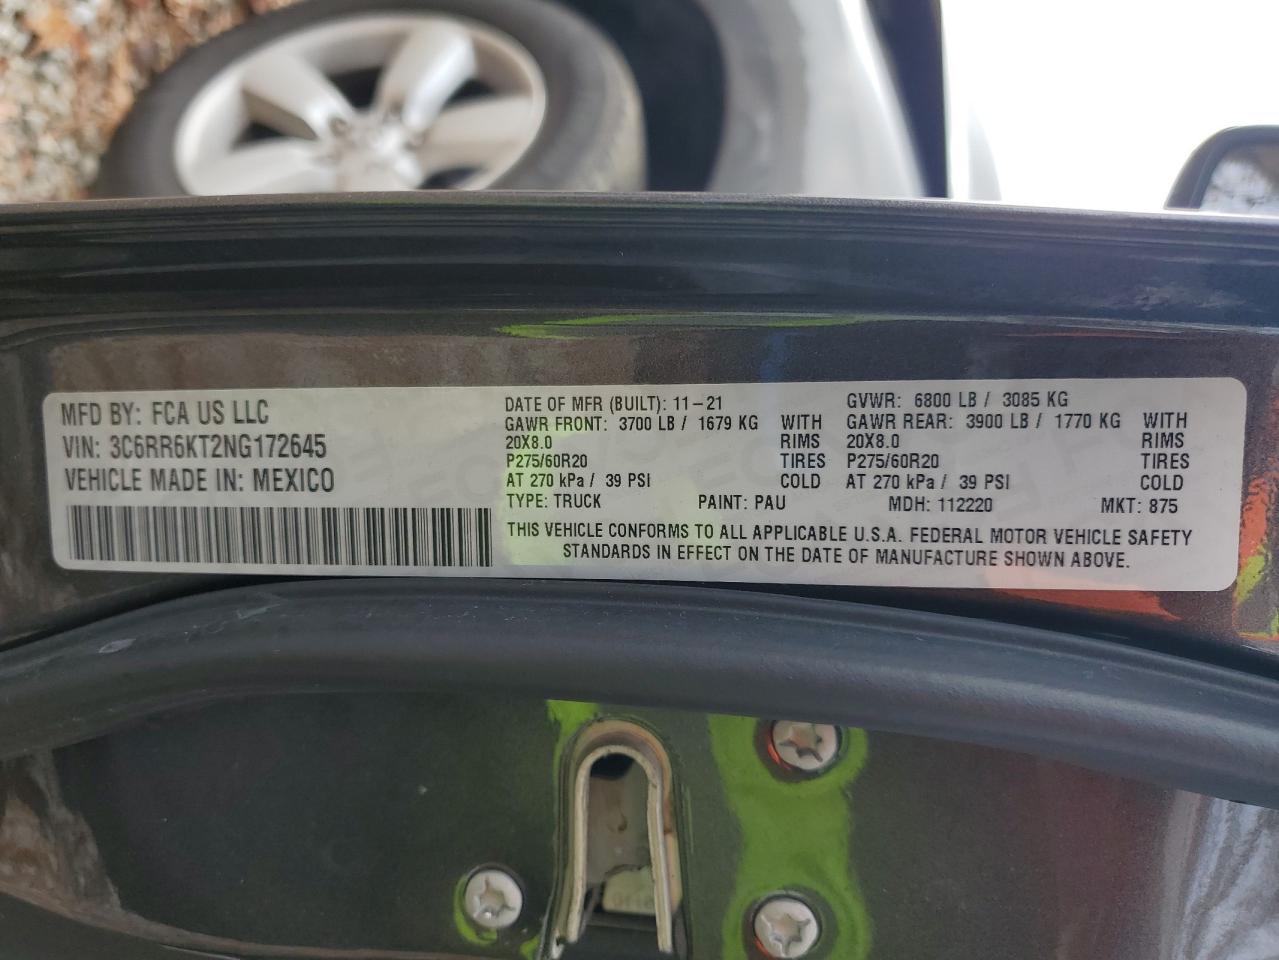 MFD BY: FCA US LLC
VIN: 3C6RR6KT2NG172645
VEHICLE MADE IN: MEXICO
DATE OF MFR (BUILT): 11-21
GVWR: 6800 LB / 3085 KG
GAWR FRONT: 3700 LB / 1679 KG WITH
20X8.0 RIMS
P275/60R20 TIRES
AT 270 kPa / 39 PSI COLD
GAWR REAR: 3900 LB / 1770 KG WITH
20X8.0 RIMS
P275/60R20 TIRES
AT 270 kPa / 39 PSI COLD
TYPE: TRUCK PAINT: PAU MDH: 112220 MKT: 875
THIS VEHICLE CONFORMS TO ALL APPLICABLE U.S.A. FEDERAL MOTOR VEHICLE SAFETY
STANDARDS IN EFFECT ON THE DATE OF MANUFACTURE SHOWN ABOVE.